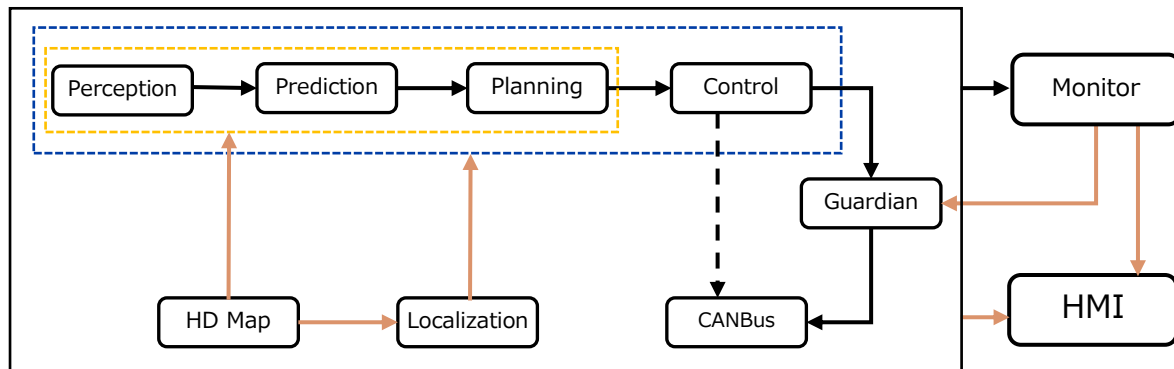 Perception
Prediction
Planning
Control
Monitor
Guardian
HD Map
Localization
CANBus
HMI